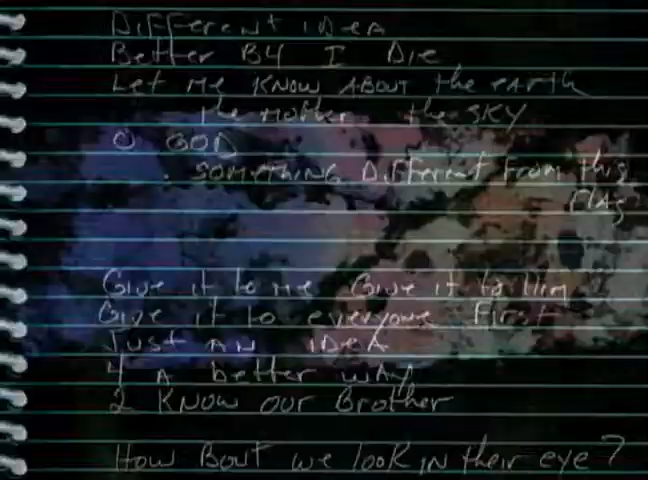 Different idea
Better B4 I Die
Let me know about the earth
the mother the sky
O GOD
. something different from this
flag
Give it to me Give it to him
Give it to everyone First
Just an idea
4 a better way
2 know our Brother
How Bout we look in their eye?